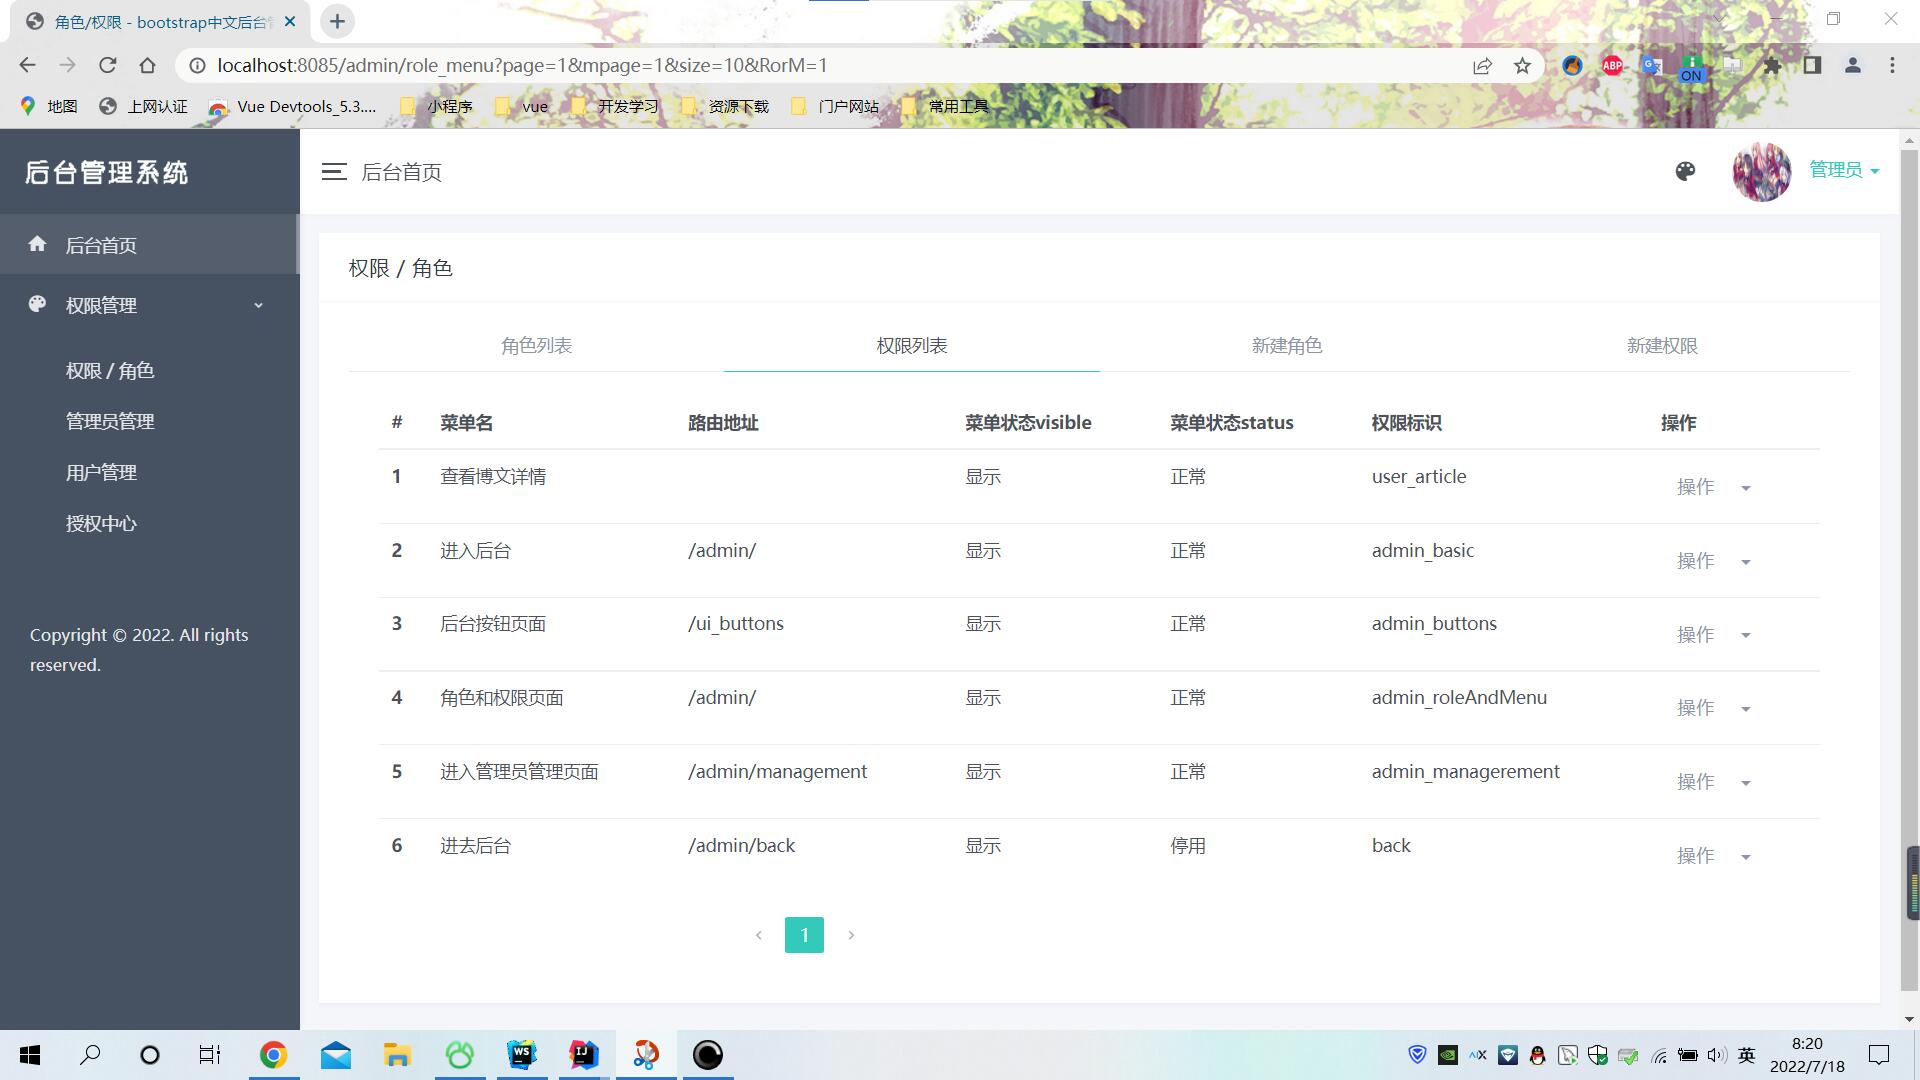 角色/权限 - bootstrap中文后台管
localhost:8085/admin/role_menu?page=1&mpage=1&size=10&RorM=1
ABP
ON
地图
上网认证
Vue Devtools_5.3....
小程序
vue
开发学习
资源下载
门户网站
常用工具
后台管理系统
后台首页
管理员
后台首页
权限管理
权限 / 角色
管理员管理
用户管理
授权中心
Copyright © 2022. All rights
reserved.
权限 / 角色
角色列表 权限列表 新建角色 新建权限
# 菜单名 路由地址 菜单状态visible 菜单状态status 权限标识 操作
1 查看博文详情 显示 正常 user_article 操作
2 进入后台 /admin/ 显示 正常 admin_basic 操作
3 后台按钮页面 /ui_buttons 显示 正常 admin_buttons 操作
4 角色和权限页面 /admin/ 显示 正常 admin_roleAndMenu 操作
5 进入管理员管理页面 /admin/management 显示 正常 admin_managerement 操作
6 进去后台 /admin/back 显示 停用 back 操作
1
WS
IJ
英
8:20
2022/7/18